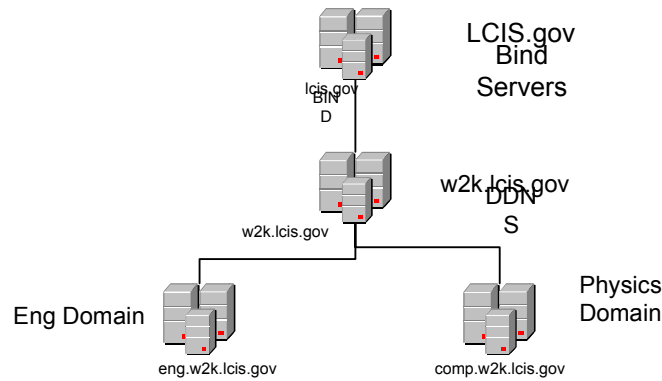 LCIS.gov
Bind
Servers
lcis.gov
BIN
D
w2k.lcis.gov
DDN
S
w2k.lcis.gov
Physics
Domain
Eng Domain
eng.w2k.lcis.gov
comp.w2k.lcis.gov